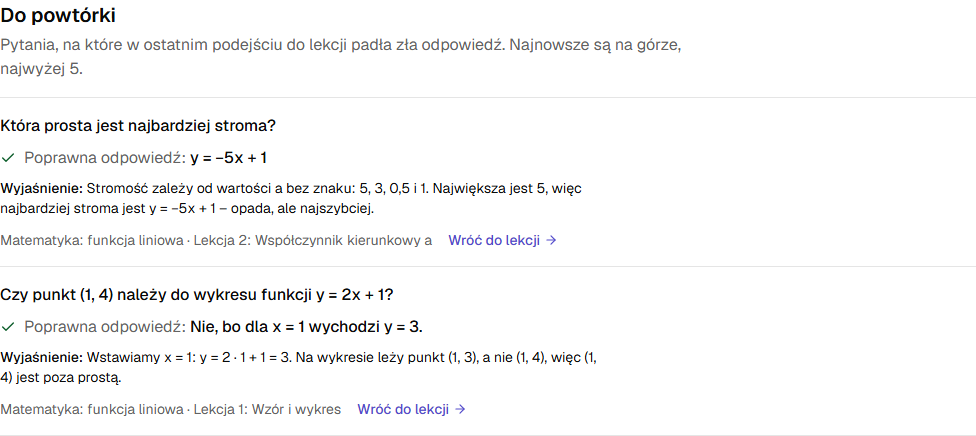 Do powtórki
Pytania, na które w ostatnim podejściu do lekcji padła zła odpowiedź. Najnowsze są na górze,
najwyżej 5.
Która prosta jest najbardziej stroma?
✓ Poprawna odpowiedź: y = −5x + 1
Wyjaśnienie: Stromość zależy od wartości a bez znaku: 5, 3, 0,5 i 1. Największa jest 5, więc
najbardziej stroma jest y = −5x + 1 – opada, ale najszybciej.
Matematyka: funkcja liniowa · Lekcja 2: Współczynnik kierunkowy a Wróć do lekcji →
Czy punkt (1, 4) należy do wykresu funkcji y = 2x + 1?
✓ Poprawna odpowiedź: Nie, bo dla x = 1 wychodzi y = 3.
Wyjaśnienie: Wstawiamy x = 1: y = 2 · 1 + 1 = 3. Na wykresie leży punkt (1, 3), a nie (1, 4), więc (1,
4) jest poza prostą.
Matematyka: funkcja liniowa · Lekcja 1: Wzór i wykres Wróć do lekcji →